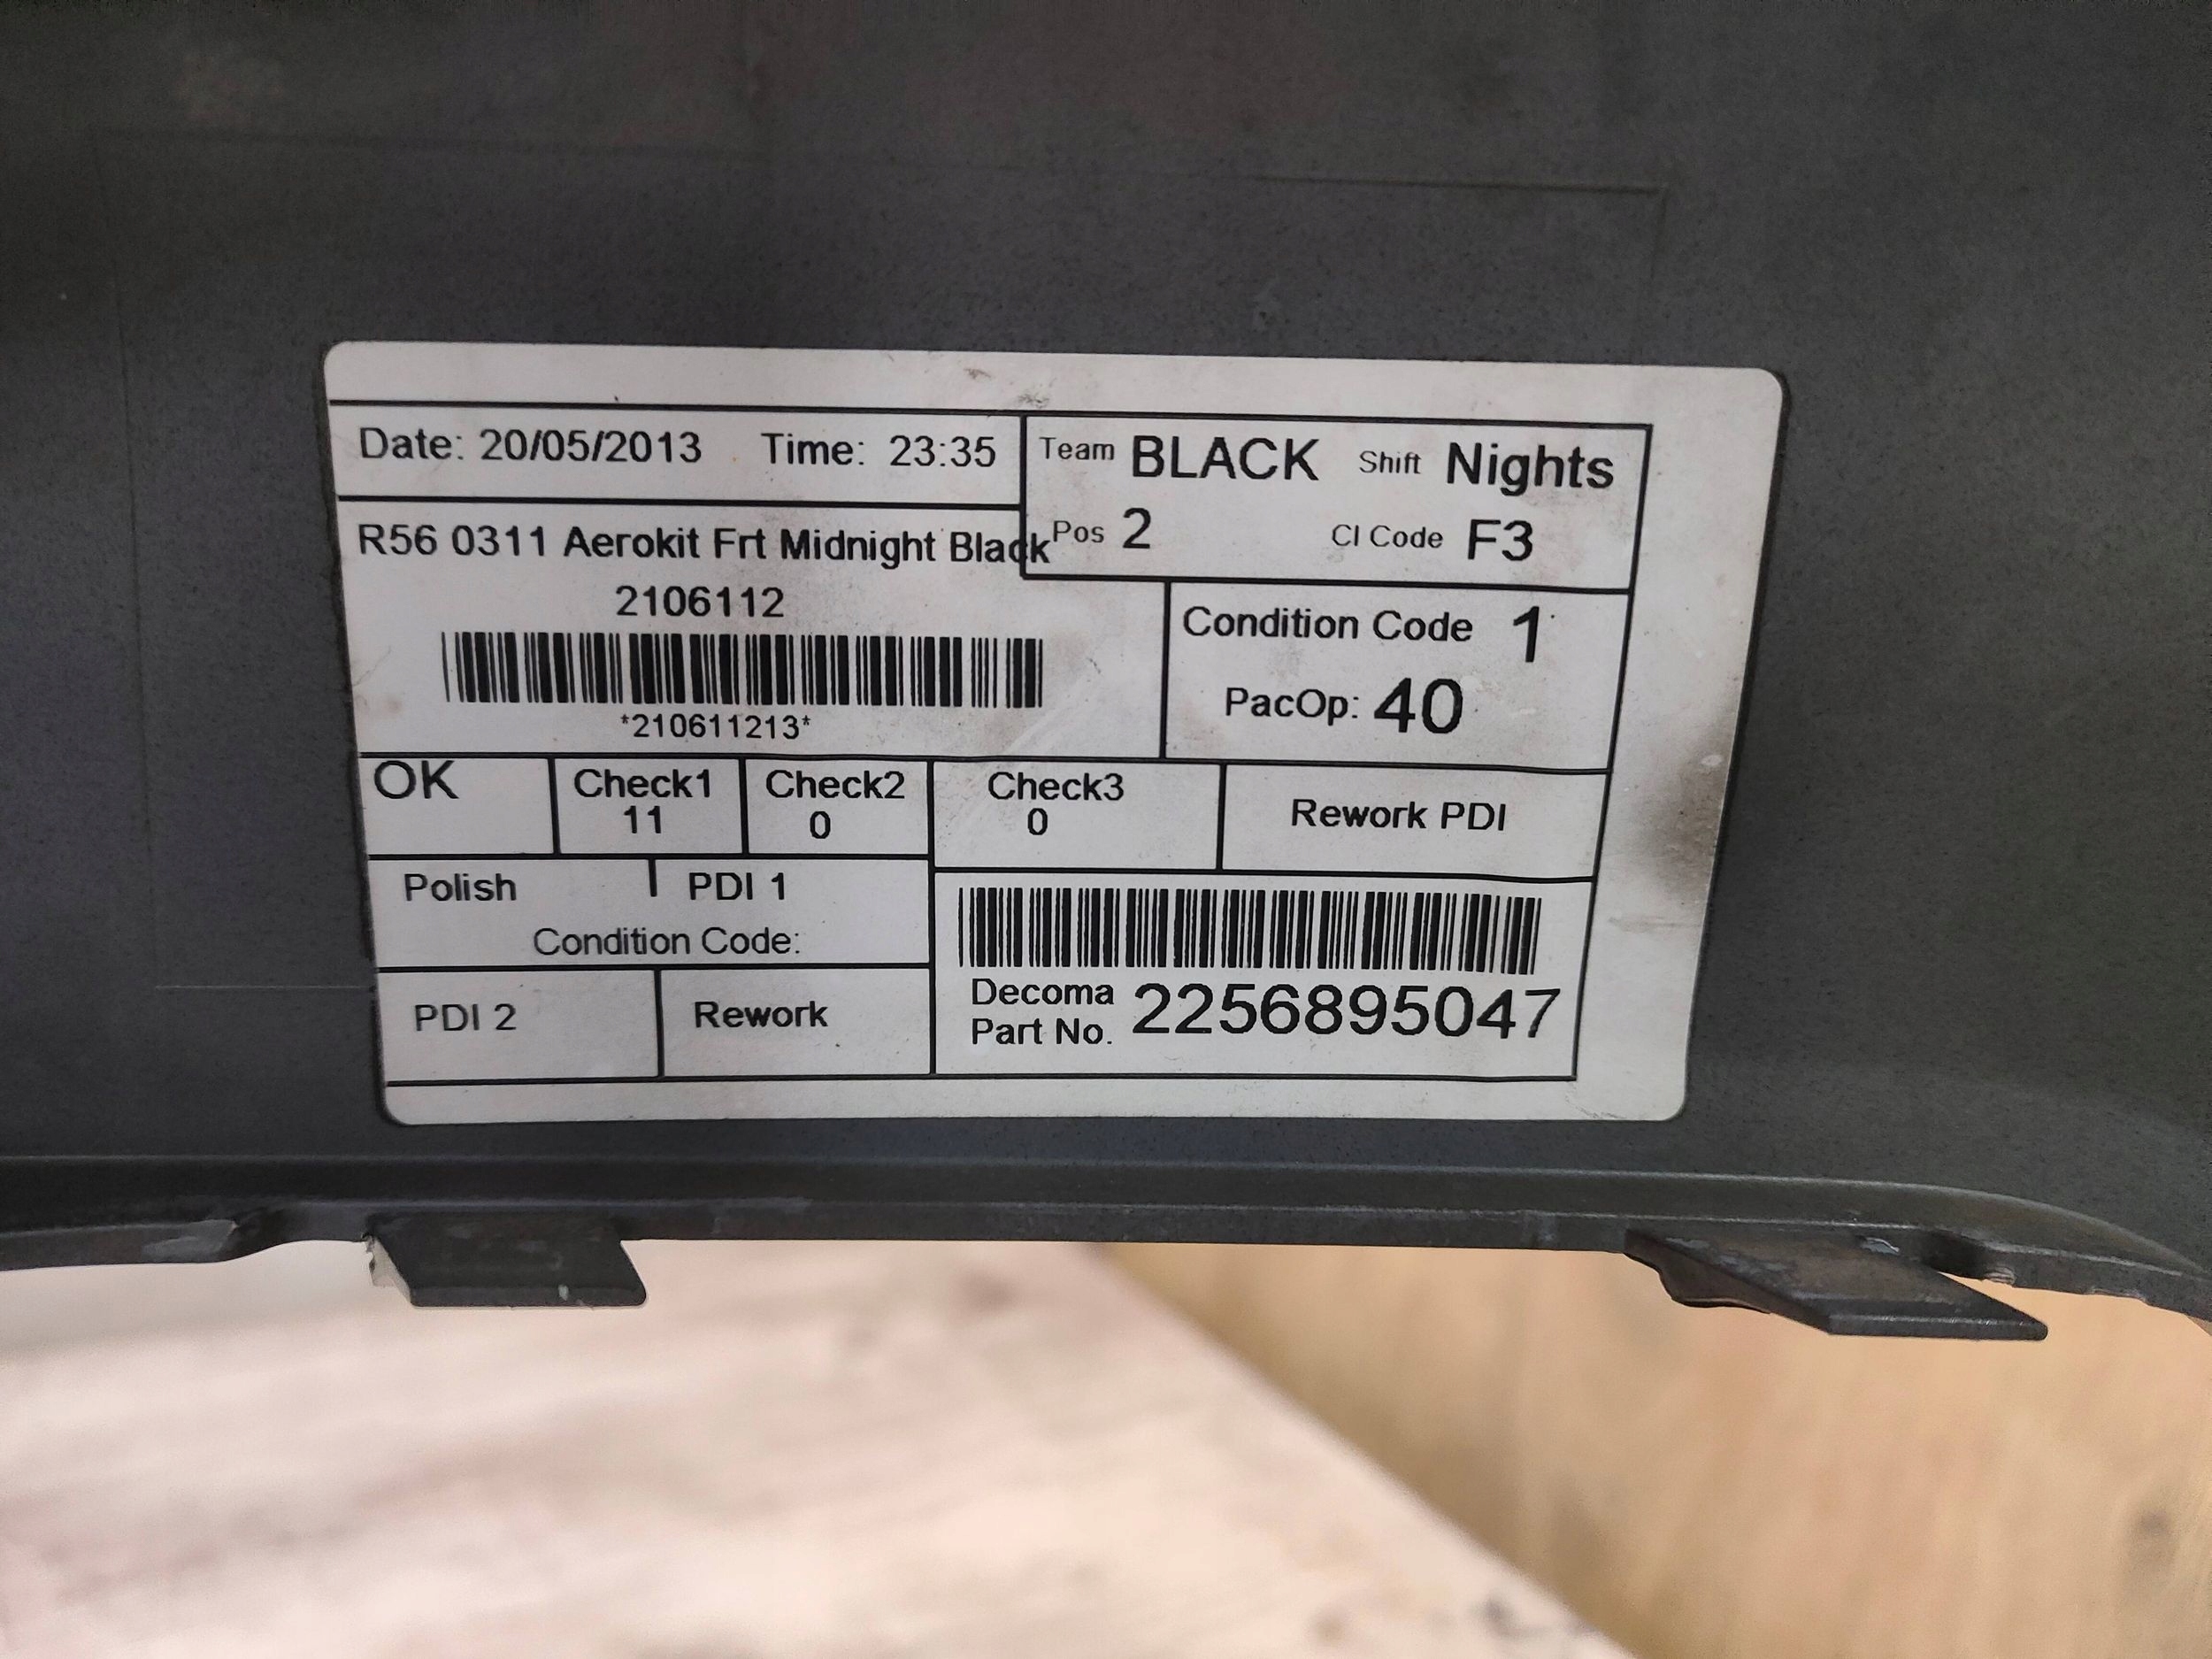 Date: 20/05/2013 Time: 23:35
Team BLACK Shift Nights
Pos 2 CI Code F3
R56 0311 Aerokit Frt Midnight Black
2106112
*210611213*
Condition Code 1
PacOp: 40
OK
Check1
11
Check2
0
Check3
0
Rework PDI
Polish PDI 1
Condition Code:
PDI 2
Rework
Decoma
Part No. 2256895047